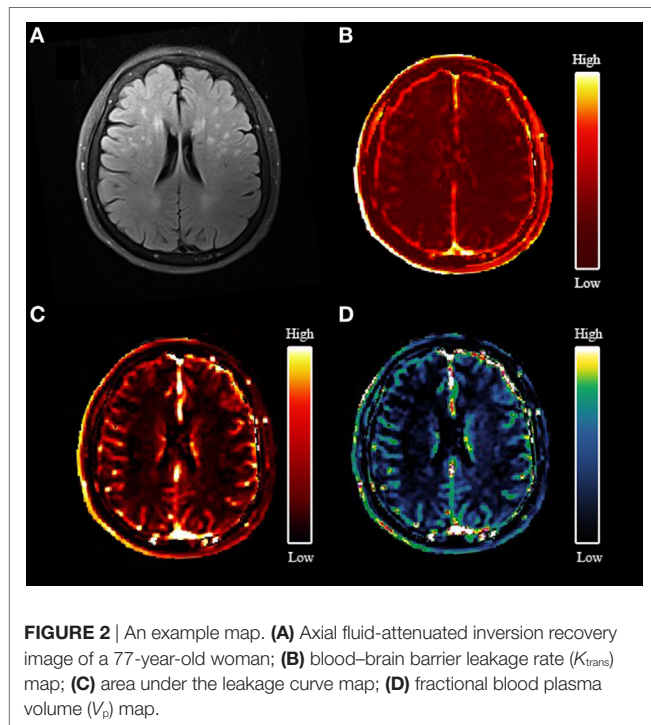 A
B
High
Low
C
High
Low
D
High
Low
FIGURE 2 | An example map. (A) Axial fluid-attenuated inversion recovery
image of a 77-year-old woman; (B) blood–brain barrier leakage rate (Ktrans)
map; (C) area under the leakage curve map; (D) fractional blood plasma
volume (Vp) map.